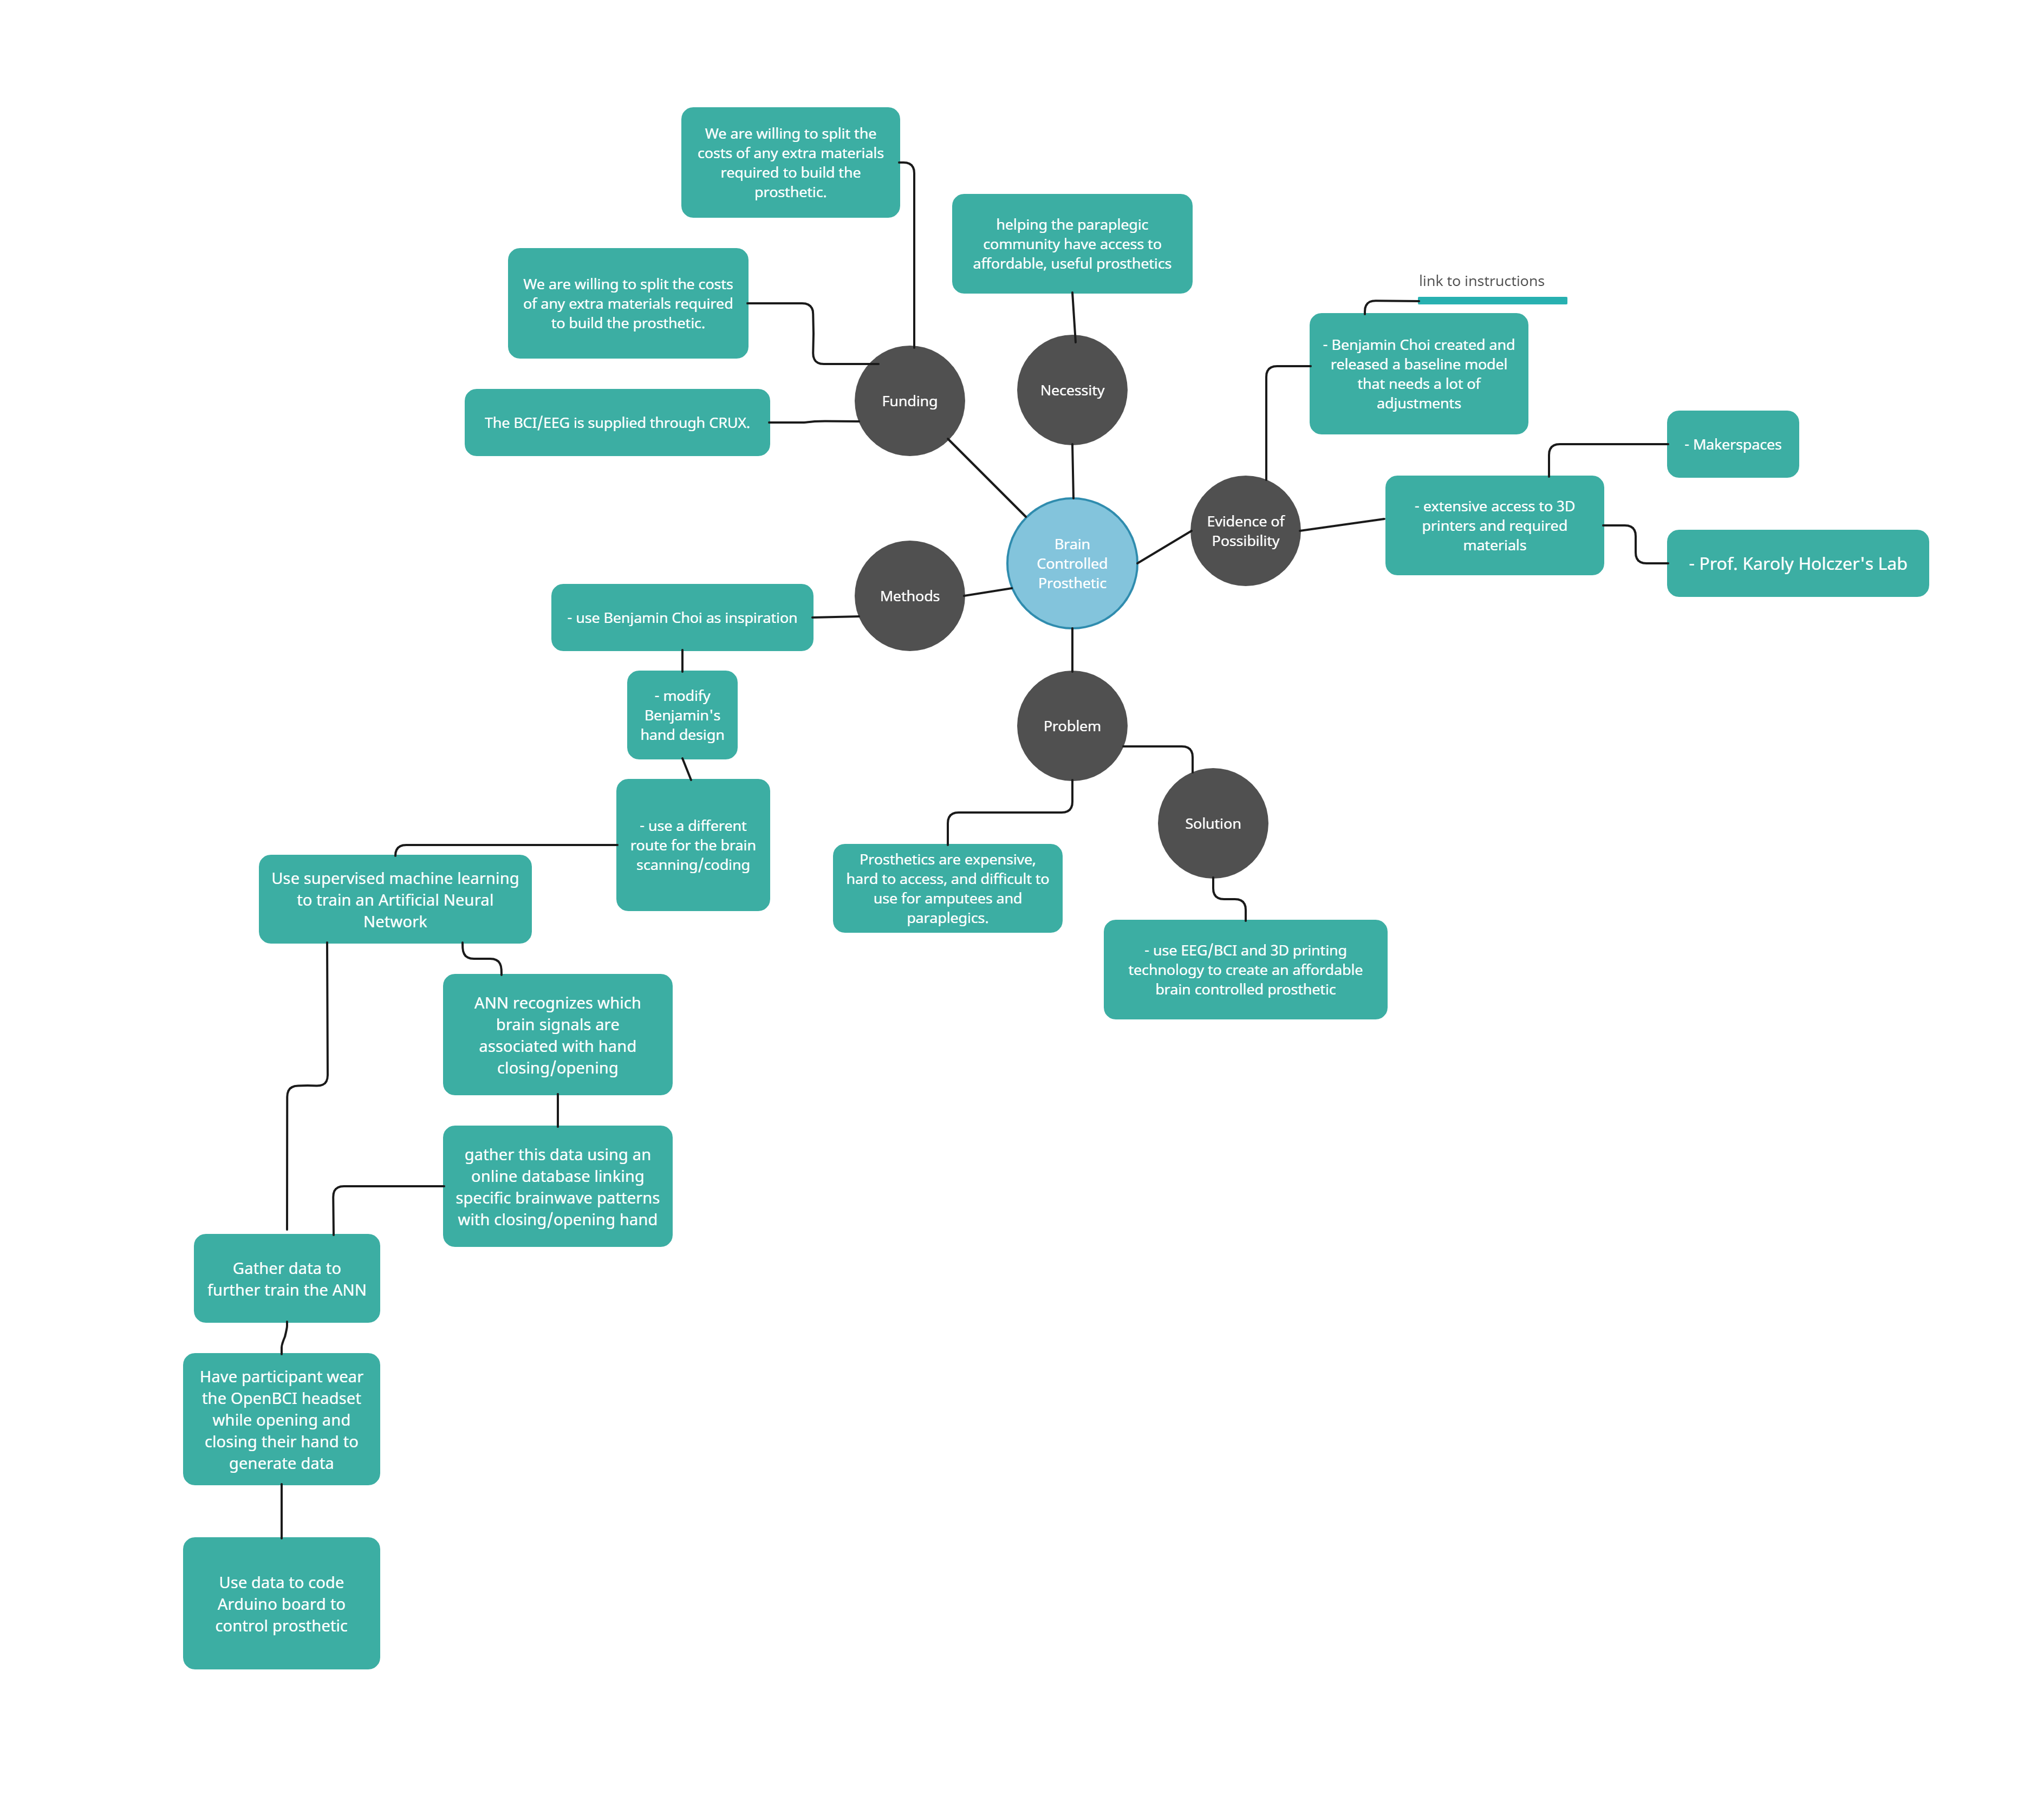 We are willing to split the
costs of any extra materials
required to build the
prosthetic.
helping the paraplegic
community have access to
affordable, useful prosthetics
We are willing to split the costs
of any extra materials required
to build the prosthetic.
link to instructions
- Benjamin Choi created and
released a baseline model
that needs a lot of
adjustments
Funding
Necessity
The BCI/EEG is supplied through CRUX.
- Makerspaces
Evidence of
Possibility
- extensive access to 3D
printers and required
materials
- Prof. Karoly Holczer's Lab
Brain
Controlled
Prosthetic
Methods
- use Benjamin Choi as inspiration
- modify
Benjamin's
hand design
Problem
Solution
- use a different
route for the brain
scanning/coding
Use supervised machine learning
to train an Artificial Neural
Network
Prosthetics are expensive,
hard to access, and difficult to
use for amputees and
paraplegics.
- use EEG/BCI and 3D printing
technology to create an affordable
brain controlled prosthetic
ANN recognizes which
brain signals are
associated with hand
closing/opening
gather this data using an
online database linking
specific brainwave patterns
with closing/opening hand
Gather data to
further train the ANN
Have participant wear
the OpenBCI headset
while opening and
closing their hand to
generate data
Use data to code
Arduino board to
control prosthetic